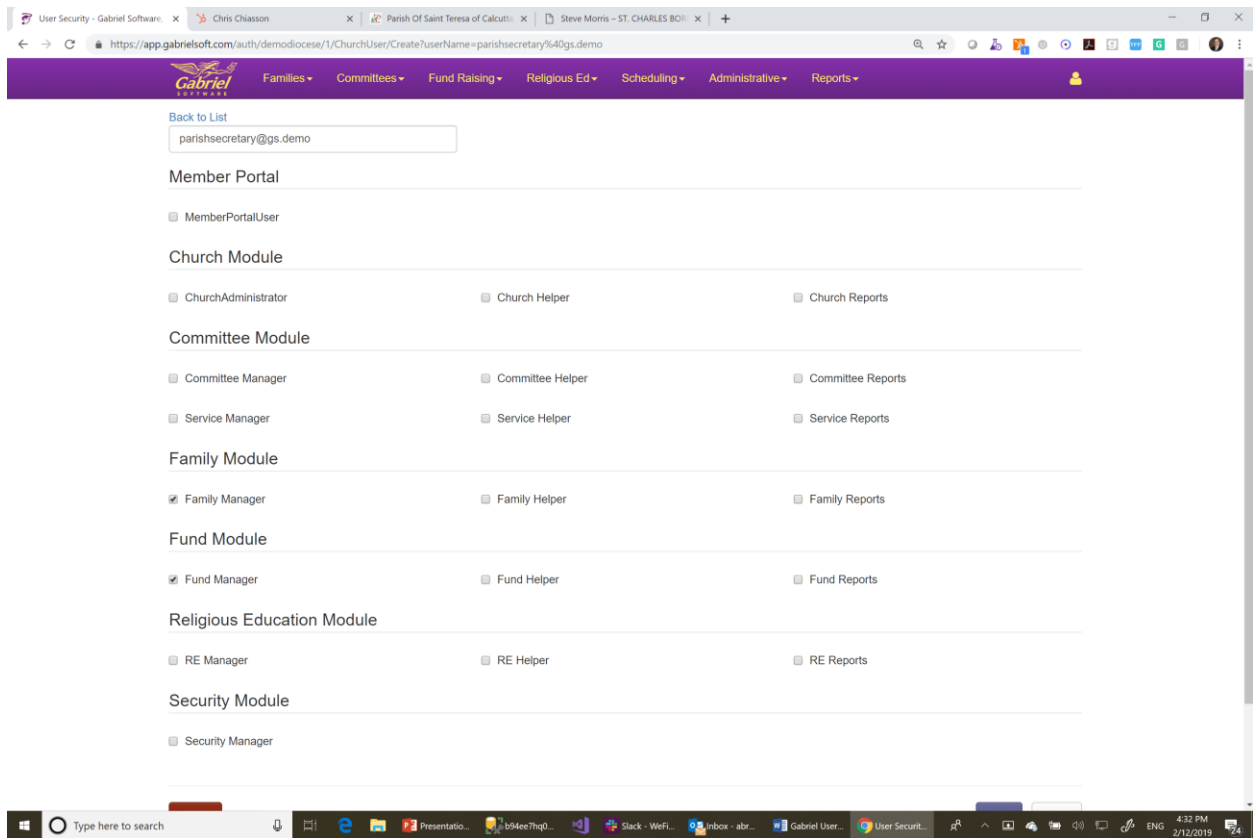 User Security - Gabriel Software,
Chris Chiasson
Parish Of Saint Teresa of Calcutta
Steve Morris – ST. CHARLES BOR
https://app.gabrielsoft.com/auth/demodiocese/1/ChurchUser/Create?userName=parishsecretary%40gs.demo
Gabriel
SOFTWARE
Families
Committees
Fund Raising
Religious Ed
Scheduling
Administrative
Reports
Back to List
parishsecretary@gs.demo
Member Portal
MemberPortalUser
Church Module
ChurchAdministrator Church Helper Church Reports
Committee Module
Committee Manager Committee Helper Committee Reports
Service Manager Service Helper Service Reports
Family Module
Family Manager Family Helper Family Reports
Fund Module
Fund Manager Fund Helper Fund Reports
Religious Education Module
RE Manager RE Helper RE Reports
Security Module
Security Manager
Type here to search
Presentatio...
b94ee7hq0...
Slack - WeFi...
Inbox - abr...
Gabriel User...
User Securit...
ENG
4:32 PM
2/12/2019
24